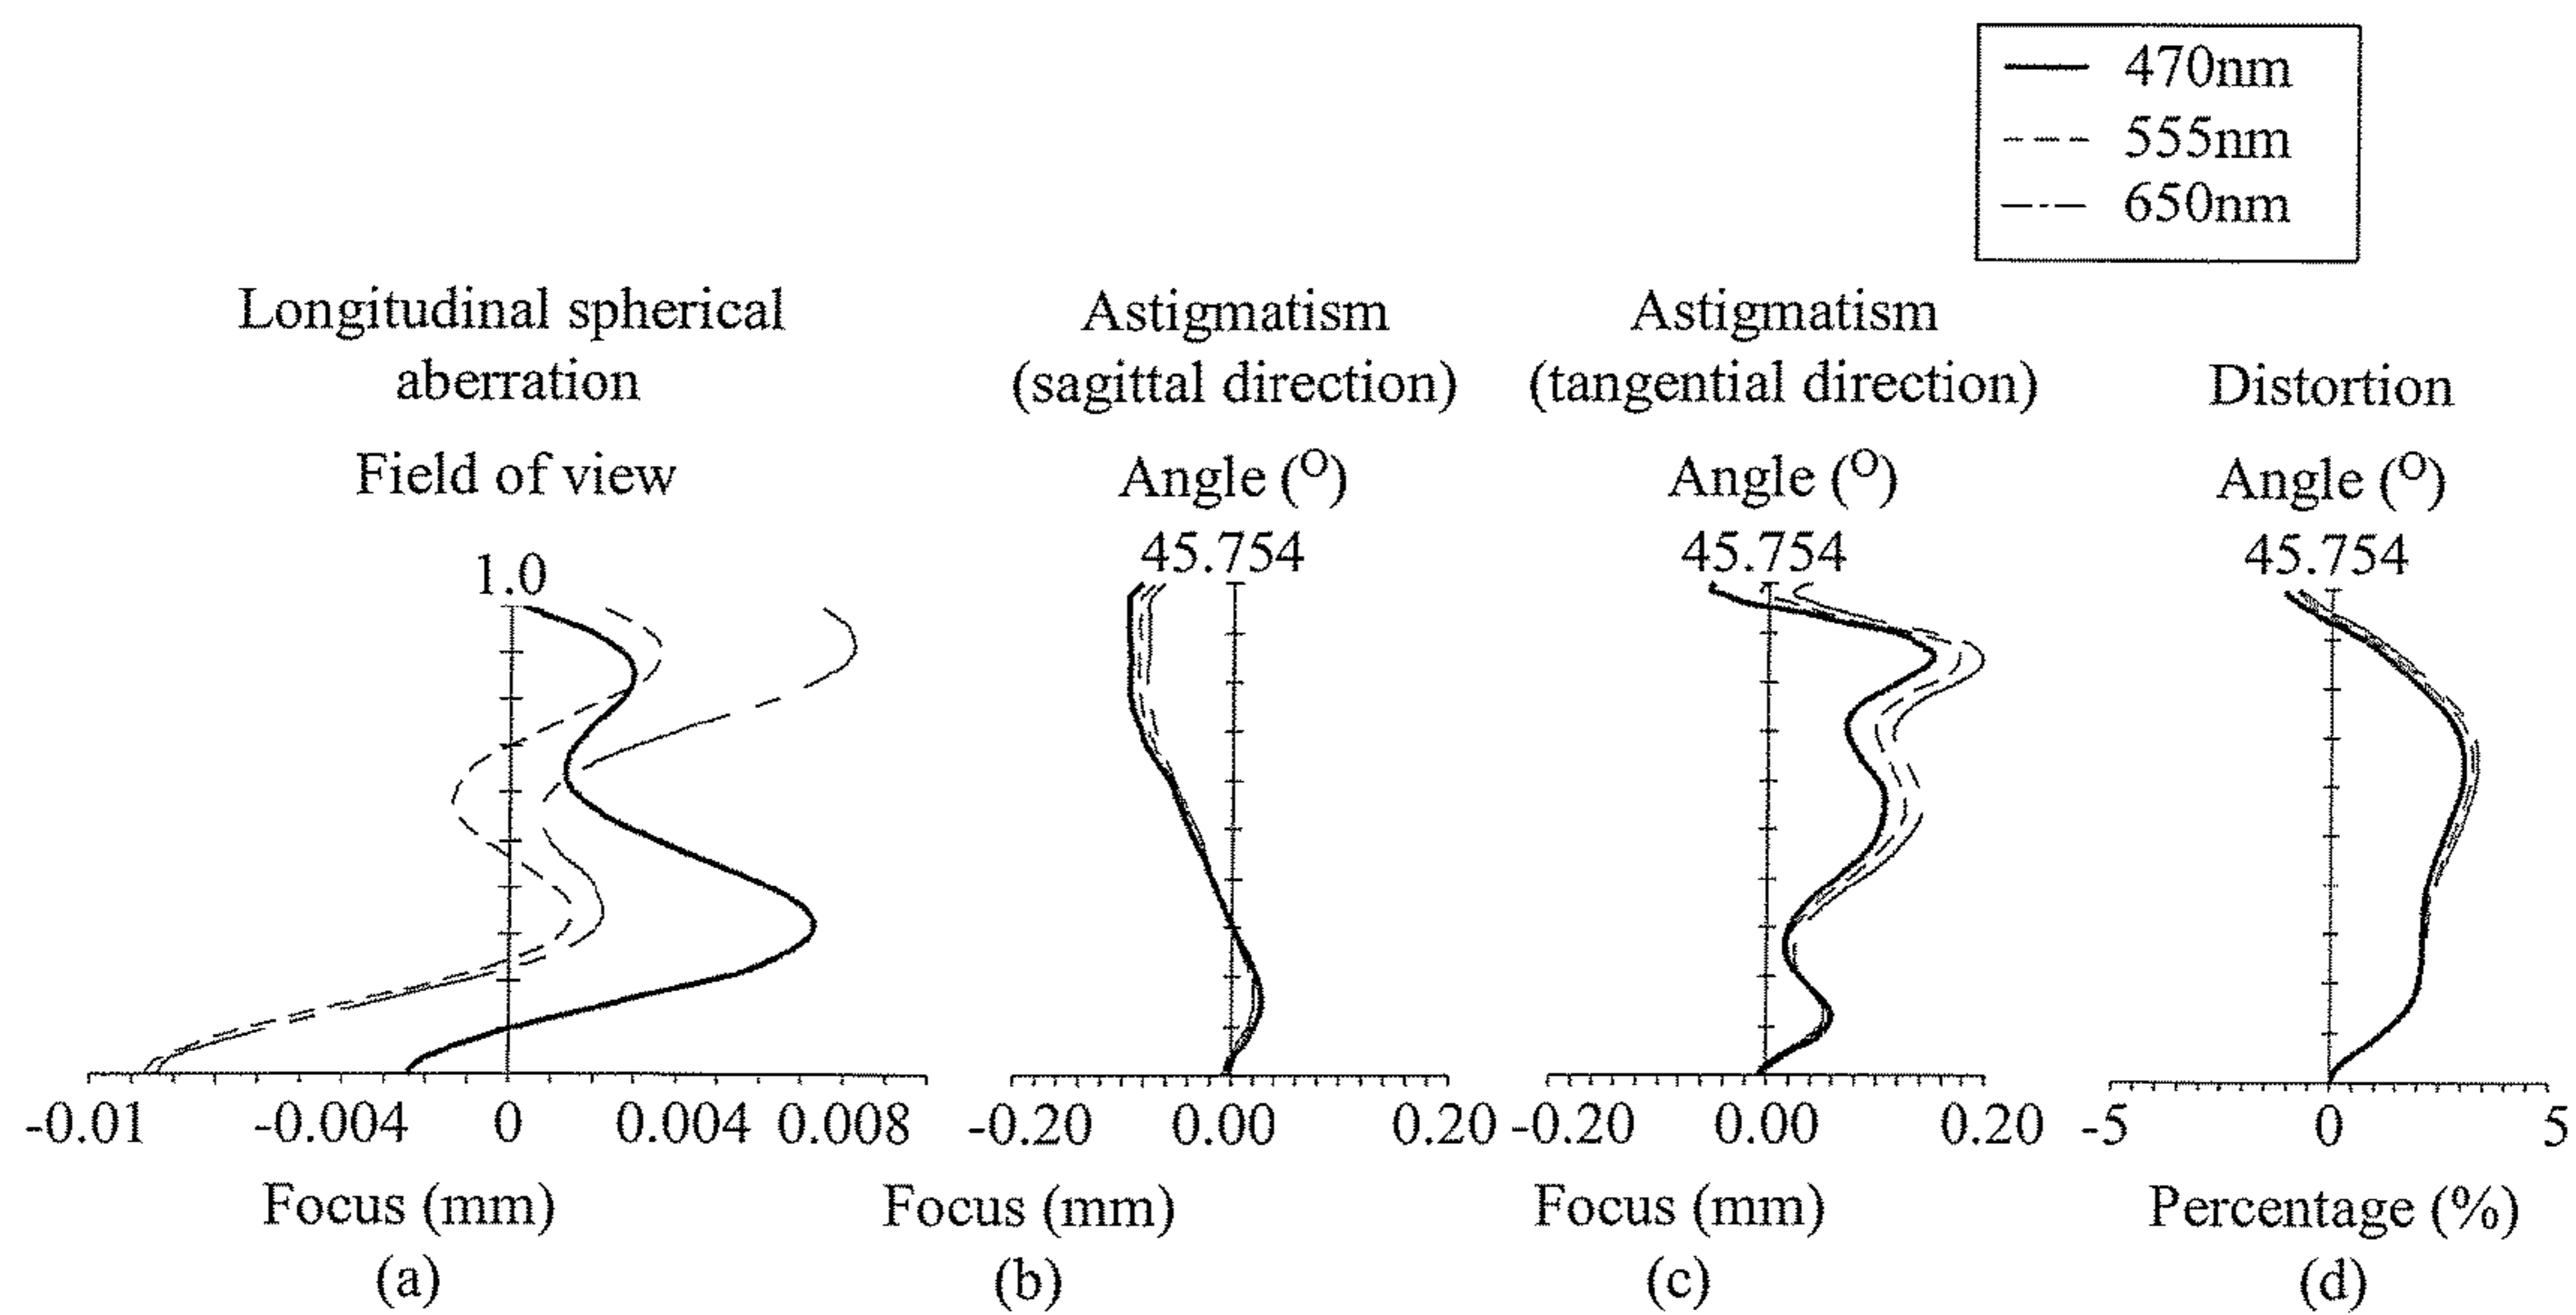 470nm
555nm
650nm
Longitudinal spherical
aberration
Field of view
1.0
-0.01 -0.004 0 0.004 0.008
Focus (mm)
(a)
Astigmatism
(sagittal direction)
Angle (O)
45.754
-0.20 0.00 0.20
Focus (mm)
(b)
Astigmatism
(tangential direction)
Angle (O)
45.754
-0.20 0.00 0.20
Focus (mm)
(c)
Distortion
Angle (O)
45.754
-5 0 5
Percentage (%)
(d)